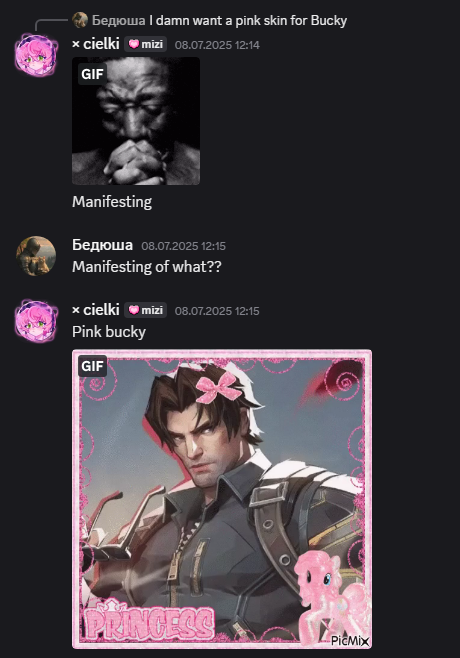 Бедюша I damn want a pink skin for Bucky
× cielki mizi 08.07.2025 12:14
GIF
Manifesting
Бедюша 08.07.2025 12:15
Manifesting of what??
× cielki mizi 08.07.2025 12:15
Pink bucky
GIF
PRINCESS
PicMix